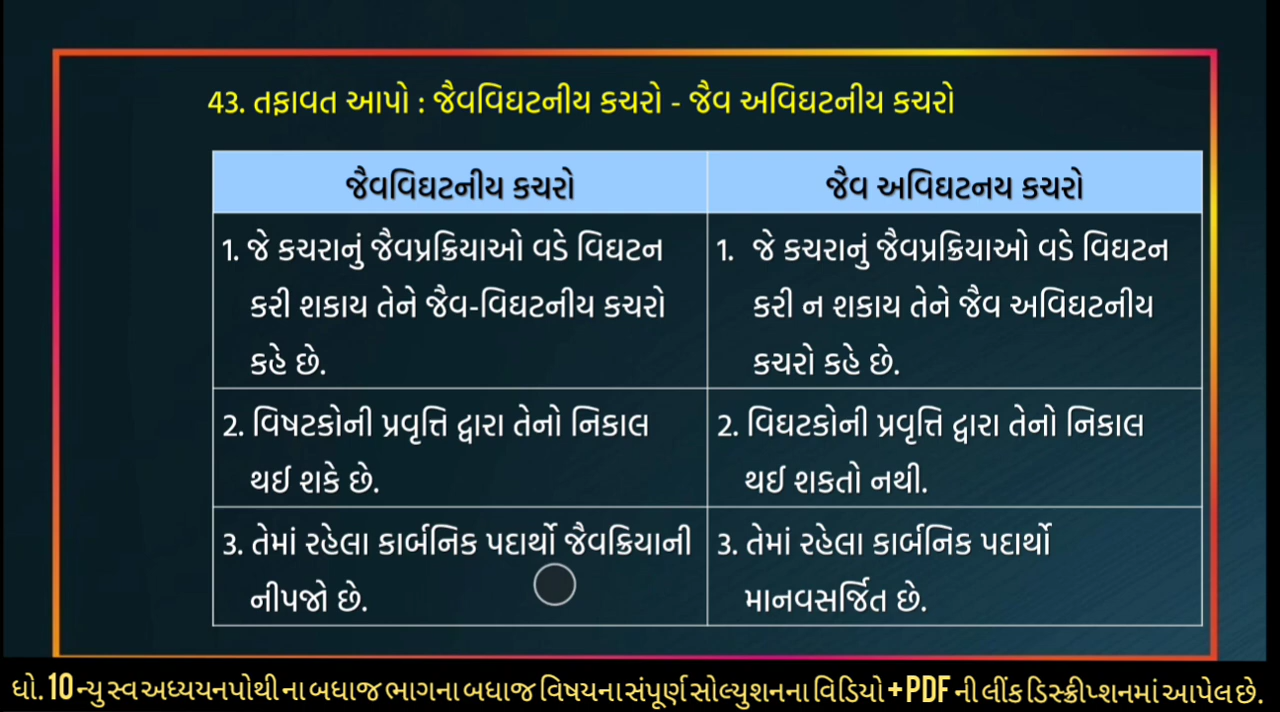 43. તફાવત આપો : જૈવવિઘટનીય કચરો - જૈવ અવિઘટનીય કચરો
જૈવવિઘટનીય કચરો
જૈવ અવિઘટનય કચરો
1. જે કચરાનું જૈવપ્રક્રિયાઓ વડે વિઘટન
કરી શકાય તેને જૈવ-વિઘટનીય કચરો
કહે છે.
1. જે કચરાનું જૈવપ્રક્રિયાઓ વડે વિઘટન
કરી ન શકાય તેને જૈવ અવિઘટનીય
કચરો કહે છે.
2. વિષટકોની પ્રવૃત્તિ દ્વારા તેનો નિકાલ
થઈ શકે છે.
2. વિઘટકોની પ્રવૃત્તિ દ્વારા તેનો નિકાલ
થઈ શકતો નથી.
3. તેમાં રહેલા કાર્બનિક પદાર્થો જૈવક્રિયાની
નીપજો છે.
3. તેમાં રહેલા કાર્બનિક પદાર્થો
માનવસર્જિત છે.
ધો. 10 ન્યુ સ્વ અધ્યયનપોથી ના બધાજ ભાગના બધાજ વિષયના સંપૂર્ણ સોલ્યુશનના વિડિયો + PDF ની લીંક ડિસ્ક્રીપ્શનમાં આપેલ છે.